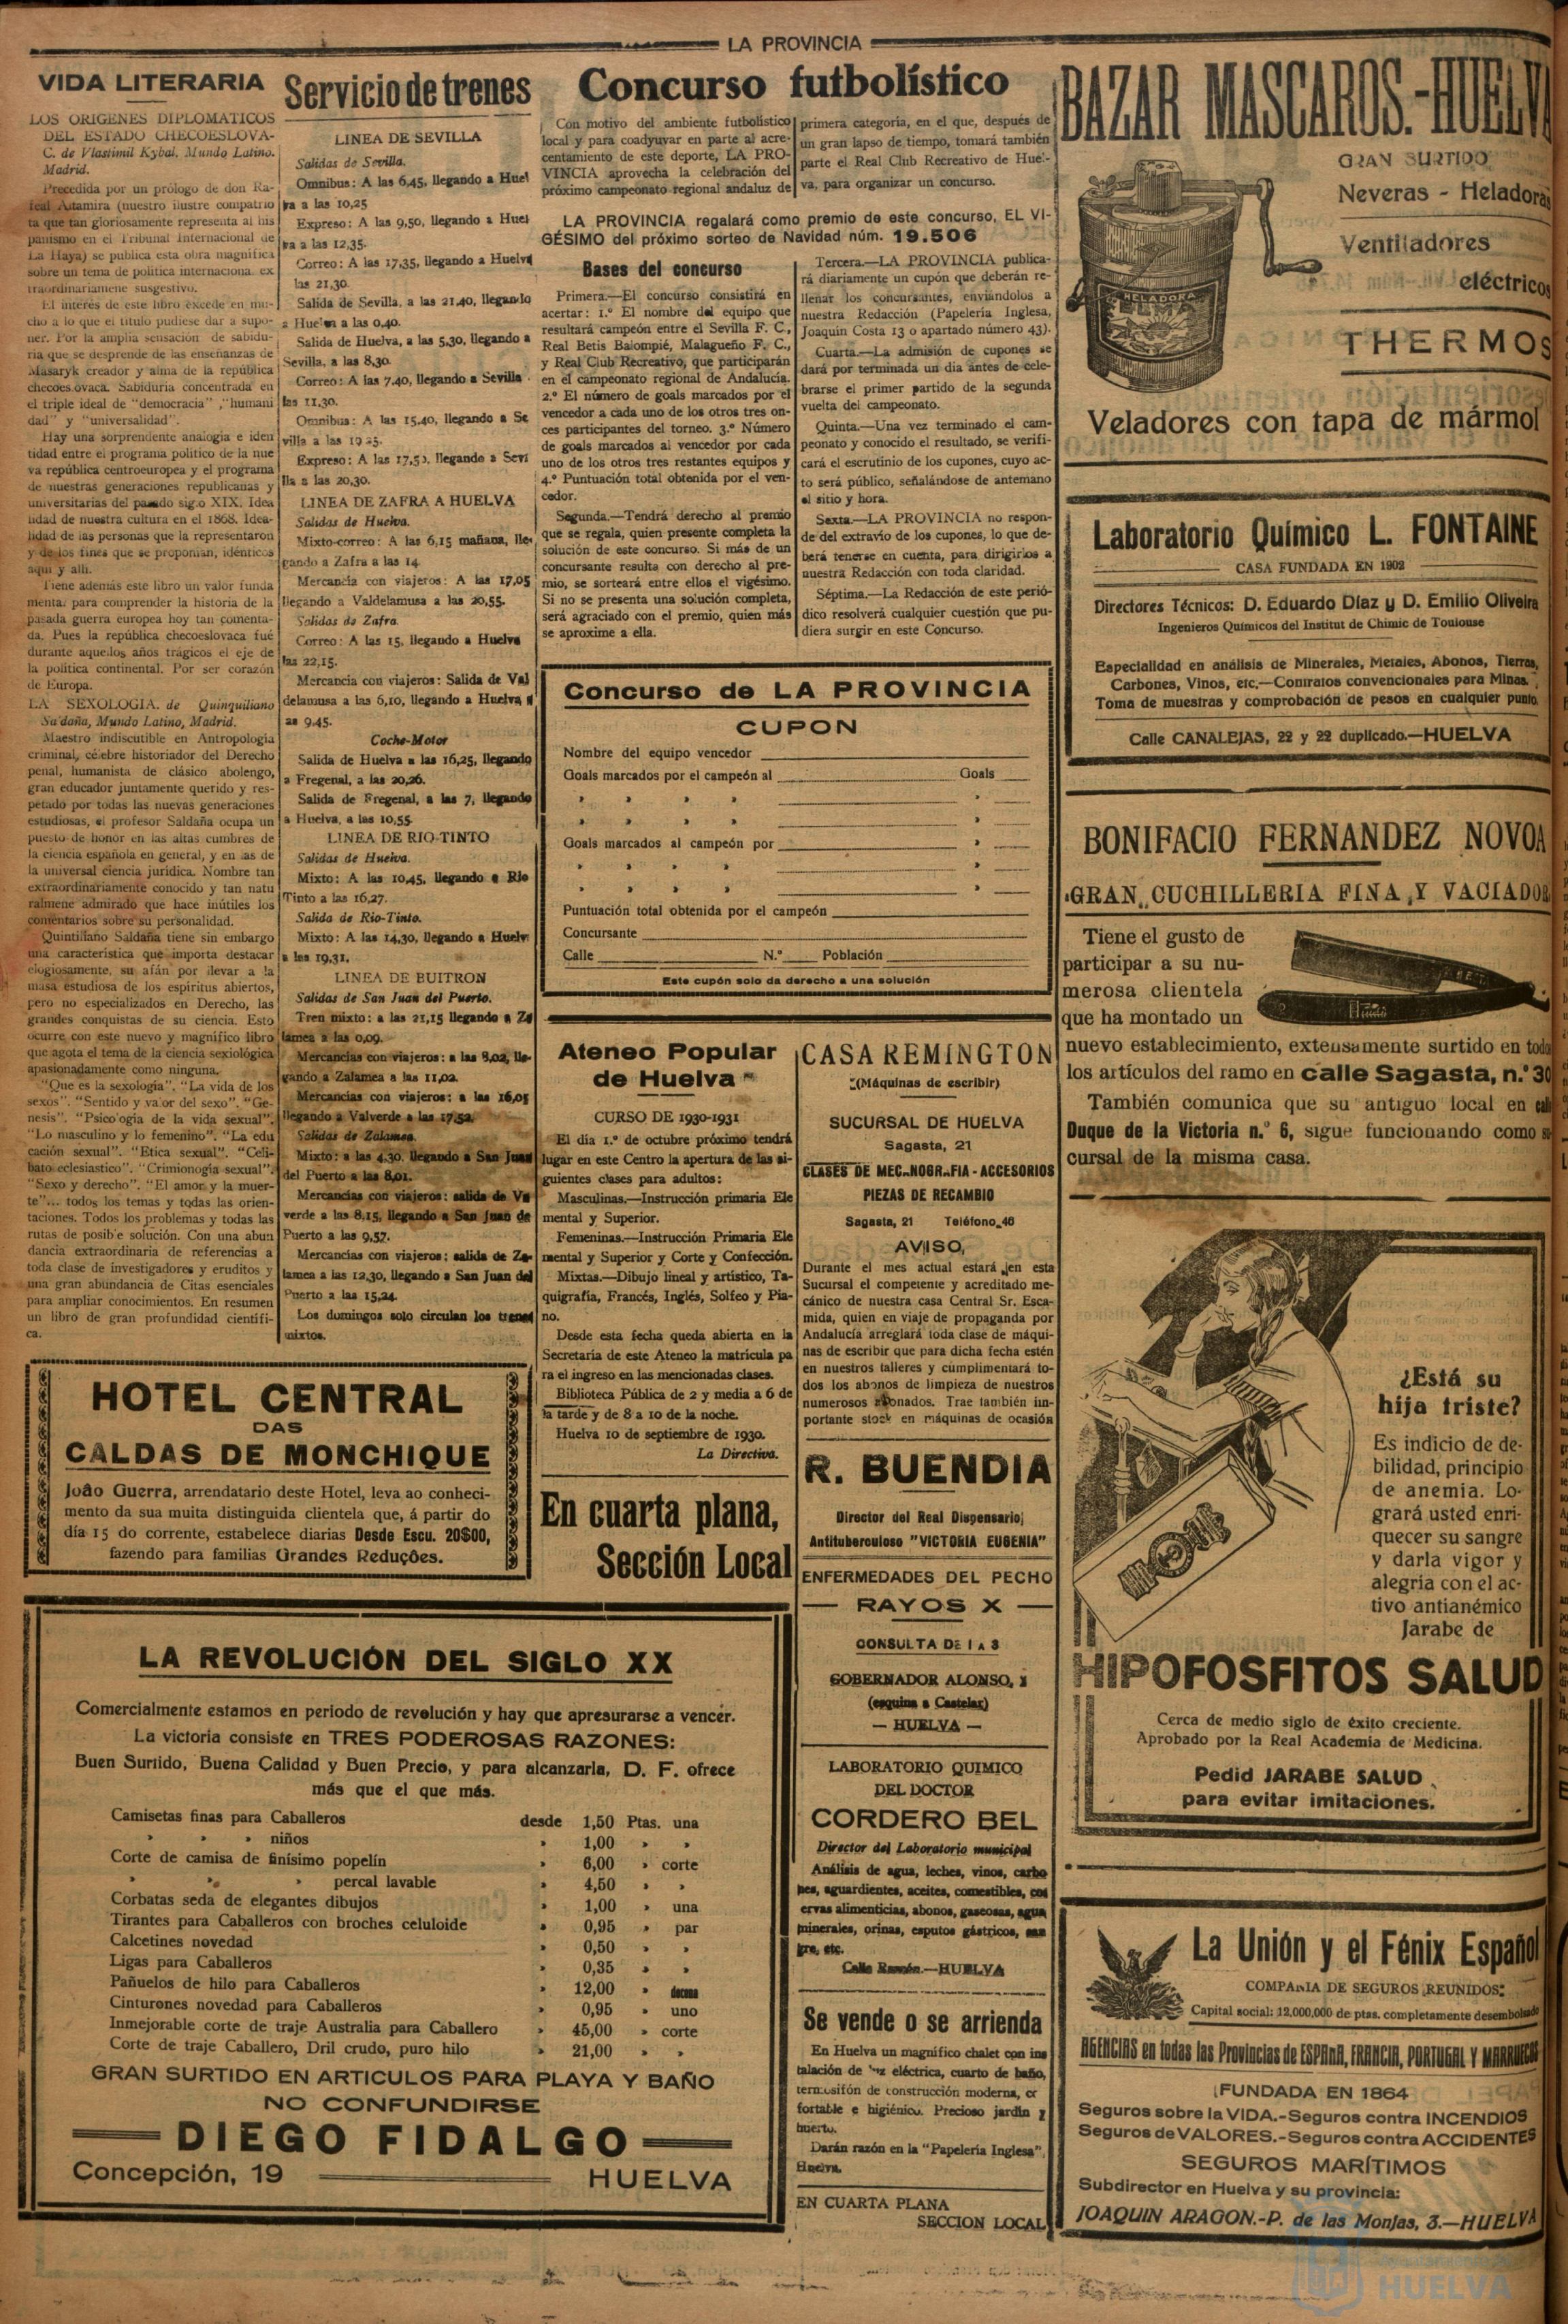 LA PROVINCIA
VIDA LITERARIA
LOS ORIGENES DIPLOMATICOS
DEL ESTADO CHECOESLOVA-
C. de Vlastimil Kybal. Mundo Latino.
Madrid.
Precedida por un prólogo de don Ra-
fael Altamira (nuestro ilustre compatrio
ta que tan gloriosamente representa al his
panismo en el Tribunal Internacional de
La Haya) se publica esta obra magnífica
sobre un tema de política internaciona. ex
traordinariamene susgestivo.
El interés de este libro excede en mu-
cho a lo que el título pudiese dar a supo-
ner. Por la amplia sensación de sabidu-
ría que se desprende de las enseñanzas de
Masaryk creador y alma de la república
checoes.ovaca. Sabiduría concentrada en
el triple ideal de "democracia" ,"humani
dad" y "universalidad".
Hay una sorprendente analogía e iden
tidad entre el programa político de la nue
va república centroeuropea y el programa
de nuestras generaciones republicanas y
universitarias del pasado sig.o XIX. Idea
lidad de nuestra cultura en el 1868. Idea-
lidad de las personas que la representaron
y de los fines que se proponían, idénticos
aquí y allí.
Tiene además este libro un valor funda
menta. para comprender la historia de la
pasada guerra europea hoy tan comenta-
da. Pues la república checoeslovaca fué
durante aque.los años trágicos el eje de
la política continental. Por ser corazón
de Europa.
LA SEXOLOGIA. de Quinquiliano
Sa'daña, Mundo Latino, Madrid.
Maestro indiscutible en Antropología
criminal, célebre historiador del Derecho
penal, humanista de clásico abolengo,
gran educador juntamente querido y res-
petado por todas las nuevas generaciones
estudiosas, el profesor Saldaña ocupa un
puesto de honor en las altas cumbres de
la ciencia española en general, y en las de
la universal ciencia jurídica. Nombre tan
extraordinariamente conocido y tan natu
ralmene admirado que hace inútiles los
comentarios sobre su personalidad.
Quintiliano Saldaña tiene sin embargo
una característica que importa destacar
elogiosamente, su afán por llevar a la
masa estudiosa de los espíritus abiertos,
pero no especializados en Derecho, las
grandes conquistas de su ciencia. Esto
ocurre con este nuevo y magnífico libro
que agota el tema de la ciencia sexiológica
apasionadamente como ninguna.
"Que es la sexología". "La vida de los
sexos". "Sentido y va'or del sexo". "Ge-
nesis". "Psico'ogía de la vida sexual".
"Lo masculino y lo femenino". "La edu
cación sexual". "Etica sexual". "Celi-
bato eclesiastico". "Crimionogía sexual".
"Sexo y derecho". "El amor y la muer-
te"... todos los temas y todas las orien-
taciones. Todos los problemas y todas las
rutas de posib'e solución. Con una abun
dancia extraordinaria de referencias a
toda clase de investigadores y eruditos y
una gran abundancia de Citas esenciales
para ampliar conocimientos. En resumen
un libro de gran profundidad científi-
ca.
Servicio de trenes
LINEA DE SEVILLA
Salidas de Sevilla.
Omnibus: A las 6,45, llegando a Huel
va a las 10,25
Expreso: A las 9,50, llegando a Huel
va a las 12,35.
Correo: A las 17,35, llegando a Huelva
las 21,30.
Salida de Sevilla, a las 21,40, llegando
a Huelva a las 0,40.
Salida de Huelva, a las 5,30, llegando a
Sevilla, a las 8,30.
Correo: A las 7,40, llegando a Sevilla
las 11,30.
Omnibus: A las 15,40, llegando a Se
villa a las 19 25.
Expreso: A las 17,50, llegando a Sevi
lla a las 20,30.
LINEA DE ZAFRA A HUELVA
Salidas de Huelva.
Mixto-correo: A las 6,15 mañana, lle-
gando a Zafra a las 14
Mercancía con viajeros: A las 17,05
llegando a Valdelamusa a las 20,55.
Salidas de Zafra.
Correo: A las 15, llegando a Huelva
las 22,15.
Mercancía con viajeros: Salida de Val
delamusa a las 6,10, llegando a Huelva a
as 9,45.
Coche-Motor
Salida de Huelva a las 16,25, llegando
a Fregenal, a las 20,26.
Salida de Fregenal, a las 7, llegando
a Huelva, a las 10,55
LINEA DE RIO-TINTO
Salidas de Huelva.
Mixto: A las 10,45, llegando a Rio
Tinto a las 16,27.
Salida de Rio-Tinto.
Mixto: A las 14,30, llegando a Huelv
a las 19,31.
LINEA DE BUITRON
Salidas de San Juan del Puerto.
Tren mixto: a las 21,15 llegando a Za
lamea a las 0,09.
Mercancías con viajeros: a las 8,02, lle-
gando a Zalamea a las 11,02.
Mercancías con viajeros: a las 16,05
llegando a Valverde a las 17,52.
Salidas de Zalamea.
Mixto: a las 4,30, llegando a San Juan
del Puerto a las 8,01.
Mercancías con viajeros: salida de Va
verde a las 8,15, llegando a San Juan de
Puerto a las 9,57.
Mercancías con viajeros: salida de Za-
lamea a las 12,30, llegando a San Juan del
Puerto a las 15,24.
Los domingos solo circulan los trenes
mixtos.
HOTEL CENTRAL
DAS
CALDAS DE MONCHIQUE
João Guerra, arrendatario deste Hotel, leva ao conheci-
mento da sua muita distinguida clientela que, á partir do
día 15 do corrente, estabelece diarias Desde Escu. 20$00,
fazendo para familias Grandes Reduções.
Concurso futbolístico
Con motivo del ambiente futbolístico
local y para coadyuvar en parte al acre-
centamiento de este deporte, LA PRO-
VINCIA aprovecha la celebración del
próximo campeonato regional andaluz de
primera categoría, en el que, después de
un gran lapso de tiempo, tomará también
parte el Real Club Recreativo de Huel-
va, para organizar un concurso.
LA PROVINCIA regalará como premio de este concurso, EL VI-
GÉSIMO del próximo sorteo de Navidad núm. 19.506
Bases del concurso
Primera.—El concurso consistirá en
acertar: 1.º El nombre del equipo que
resultará campeón entre el Sevilla F. C.,
Real Betis Balompié, Malagueño F. C.,
y Real Club Recreativo, que participarán
en el campeonato regional de Andalucía.
2.º El número de goals marcados por el
vencedor a cada uno de los otros tres on-
ces participantes del torneo. 3.º Número
de goals marcados al vencedor por cada
uno de los otros tres restantes equipos y
4.º Puntuación total obtenida por el ven-
cedor.
Segunda.—Tendrá derecho al premio
que se regala, quien presente completa la
solución de este concurso. Si más de un
concursante resulta con derecho al pre-
mio, se sorteará entre ellos el vigésimo.
Si no se presenta una solución completa,
será agraciado con el premio, quien más
se aproxime a ella.
Tercera.—LA PROVINCIA publica-
rá diariamente un cupón que deberán re-
llenar los concursantes, enviándolos a
nuestra Redacción (Papelería Inglesa,
Joaquín Costa 13 o apartado número 43).
Cuarta.—La admisión de cupones se
dará por terminada un dia antes de cele-
brarse el primer partido de la segunda
vuelta del campeonato.
Quinta.—Una vez terminado el cam-
peonato y conocido el resultado, se verifi-
cará el escrutinio de los cupones, cuyo ac-
to será público, señalándose de antemano
el sitio y hora.
Sexta.—LA PROVINCIA no respon-
de del extravío de los cupones, lo que de-
berá tenerse en cuenta, para dirigirlos a
nuestra Redacción con toda claridad.
Séptima.—La Redacción de este perió-
dico resolverá cualquier cuestión que pu-
diera surgir en este Concurso.
Concurso de LA PROVINCIA
CUPON
Nombre del equipo vencedor
Goals marcados por el campeón al Goals
» » » » »
» » » » »
Goals marcados al campeón por »
» » » » »
» » » » »
Puntuación total obtenida por el campeón
Concursante
Calle N.º Población
Este cupón solo da derecho a una solución
Ateneo Popular
de Huelva
CURSO DE 1930-1931
El día 1.º de octubre próximo tendrá
lugar en este Centro la apertura de las si-
guientes clases para adultos:
Masculinas.—Instrucción primaria Ele
mental y Superior.
Femeninas.—Instrucción Primaria Ele
mental y Superior y Corte y Confección.
Mixtas.—Dibujo lineal y artístico, Ta-
quigrafía, Francés, Inglés, Solfeo y Pia-
no.
Desde esta fecha queda abierta en la
Secretaría de este Ateneo la matrícula pa
ra el ingreso en las mencionadas clases.
Biblioteca Pública de 2 y media a 6 de
la tarde y de 8 a 10 de la noche.
Huelva 10 de septiembre de 1930.
La Directiva.
En cuarta plana,
Sección Local
CASA REMINGTON
(Máquinas de escribir)
SUCURSAL DE HUELVA
Sagasta, 21
CLASES DE MECANOGRAFIA - ACCESORIOS
PIEZAS DE RECAMBIO
Sagasta, 21 Teléfono, 46
AVISO,
Durante el mes actual estará en esta
Sucursal el competente y acreditado me-
cánico de nuestra casa Central Sr. Esca-
mida, quien en viaje de propaganda por
Andalucía arreglará toda clase de máqui-
nas de escribir que para dicha fecha estén
en nuestros talleres y cumplimentará to-
dos los abonos de limpieza de nuestros
numerosos abonados. Trae también im-
portante stock en máquinas de ocasión
R. BUENDIA
Director del Real Dispensario
Antituberculoso "VICTORIA EUGENIA"
ENFERMEDADES DEL PECHO
— RAYOS X —
CONSULTA DE 1 A 3
GOBERNADOR ALONSO, 1
(esquina a Castelar)
— HUELVA —
LABORATORIO QUIMICO
DEL DOCTOR
CORDERO BEL
Director del Laboratorio municipal
Análisis de agua, leches, vinos, carbo
nes, aguardientes, aceites, comestibles, con
ervas alimenticias, abonos, gaseosas, agua
minerales, orinas, esputos gástricos, san
gre, etc.
Calle Rascón.—HUELVA
Se vende o se arrienda
En Huelva un magnífico chalet con ins
talación de luz eléctrica, cuarto de baño,
termosifón de construcción moderna, co
fortable e higiénico. Precioso jardín y
huerto.
Darán razón en la "Papelería Inglesa",
Huelva.
EN CUARTA PLANA
SECCION LOCAL
LA REVOLUCIÓN DEL SIGLO XX
Comercialmente estamos en periodo de revolución y hay que apresurarse a vencer.
La victoria consiste en TRES PODEROSAS RAZONES:
Buen Surtido, Buena Calidad y Buen Precio, y para alcanzarla, D. F. ofrece
más que el que más.
Camisetas finas para Caballeros desde 1,50 Ptas. una
» » » niños » 1,00 » »
Corte de camisa de finísimo popelín » 6,00 » corte
» » » percal lavable » 4,50 » »
Corbatas seda de elegantes dibujos » 1,00 » una
Tirantes para Caballeros con broches celuloide » 0,95 » par
Calcetines novedad » 0,50 » »
Ligas para Caballeros » 0,35 » »
Pañuelos de hilo para Caballeros » 12,00 » docena
Cinturones novedad para Caballeros » 0,95 » uno
Inmejorable corte de traje Australia para Caballero » 45,00 » corte
Corte de traje Caballero, Dril crudo, puro hilo » 21,00 » »
GRAN SURTIDO EN ARTICULOS PARA PLAYA Y BAÑO
NO CONFUNDIRSE
DIEGO FIDALGO
Concepción, 19 HUELVA
BAZAR MASCAROS.-HUELVA
GRAN SURTIDO
Neveras - Heladoras
Ventiladores
eléctricos
HELADORA
THERMOS
Veladores con tapa de mármol
Laboratorio Químico L. FONTAINE
CASA FUNDADA EN 1902
Directores Técnicos: D. Eduardo Díaz y D. Emilio Oliveira
Ingenieros Químicos del Institut de Chimic de Toulouse
Especialidad en análisis de Minerales, Metales, Abonos, Tierras,
Carbones, Vinos, etc.—Contratos convencionales para Minas.
Toma de muestras y comprobación de pesos en cualquier punto
Calle CANALEJAS, 22 y 22 duplicado.—HUELVA
BONIFACIO FERNANDEZ NOVOA
GRAN CUCHILLERIA FINA Y VACIADOR
Tiene el gusto de
participar a su nu-
merosa clientela
que ha montado un
nuevo establecimiento, extensamente surtido en todos
los artículos del ramo en calle Sagasta, n.º 30
También comunica que su antiguo local en calle
Duque de la Victoria n.º 6, sigue funcionando como su
cursal de la misma casa.
¿Está su
hija triste?
Es indicio de de-
bilidad, principio
de anemia. Lo-
grará usted enri-
quecer su sangre
y darla vigor y
alegria con el ac-
tivo antianémico
Jarabe de
HIPOFOSFITOS SALUD
Cerca de medio siglo de éxito creciente.
Aprobado por la Real Academia de Medicina.
Pedid JARABE SALUD
para evitar imitaciones.
La Unión y el Fénix Español
COMPAÑIA DE SEGUROS REUNIDOS
Capital social: 12.000,000 de ptas. completamente desembolsado
AGENCIAS en todas las Provincias de ESPAÑA, FRANCIA, PORTUGAL Y MARRUECOS
FUNDADA EN 1864
Seguros sobre la VIDA.-Seguros contra INCENDIOS
Seguros de VALORES.-Seguros contra ACCIDENTES
SEGUROS MARÍTIMOS
Subdirector en Huelva y su provincia:
JOAQUIN ARAGON.-P. de las Monjas, 3.—HUELVA
HUELVA